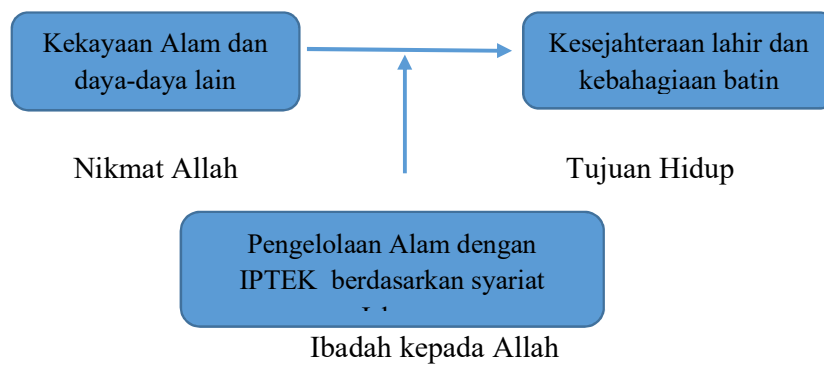 Kekayaan Alam dan
daya-daya lain
Kesejahteraan lahir dan
kebahagiaan batin
Nikmat Allah
Tujuan Hidup
Pengelolaan Alam dengan
IPTEK berdasarkan syariat
Ibadah kepada Allah